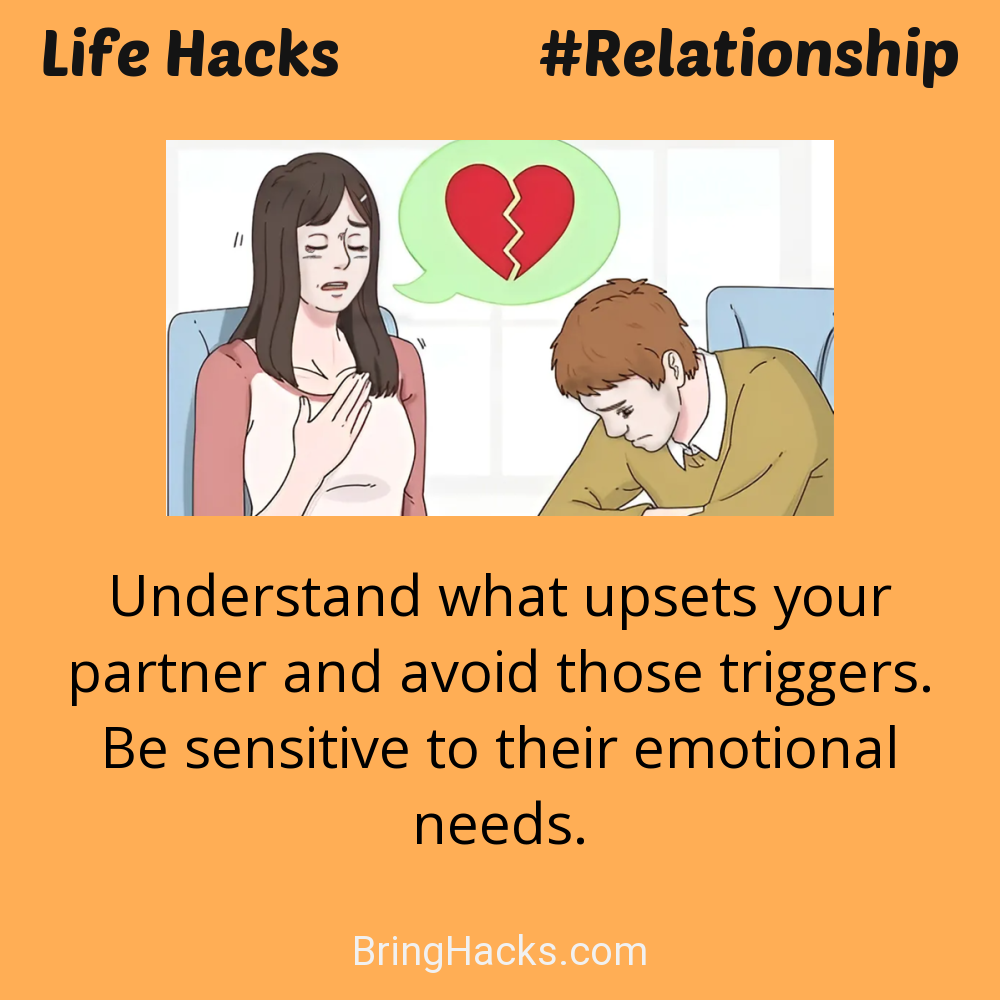 Life Hacks #Relationship
Understand what upsets your
partner and avoid those triggers.
Be sensitive to their emotional
needs.
BringHacks.com